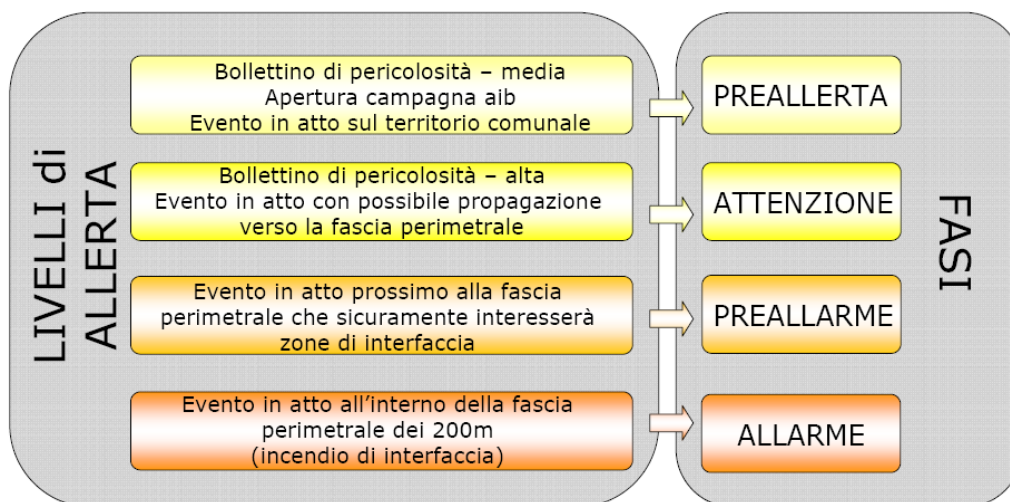 LIVELLI di
ALLERTA
Bollettino di pericolosità – media
Apertura campagna aib
Evento in atto sul territorio comunale
PREALLERTA
Bollettino di pericolosità – alta
Evento in atto con possibile propagazione
verso la fascia perimetrale
ATTENZIONE
Evento in atto prossimo alla fascia
perimetrale che sicuramente interesserà
zone di interfaccia
PREALLARME
Evento in atto all’interno della fascia
perimetrale dei 200m
(incendio di interfaccia)
ALLARME
FASI